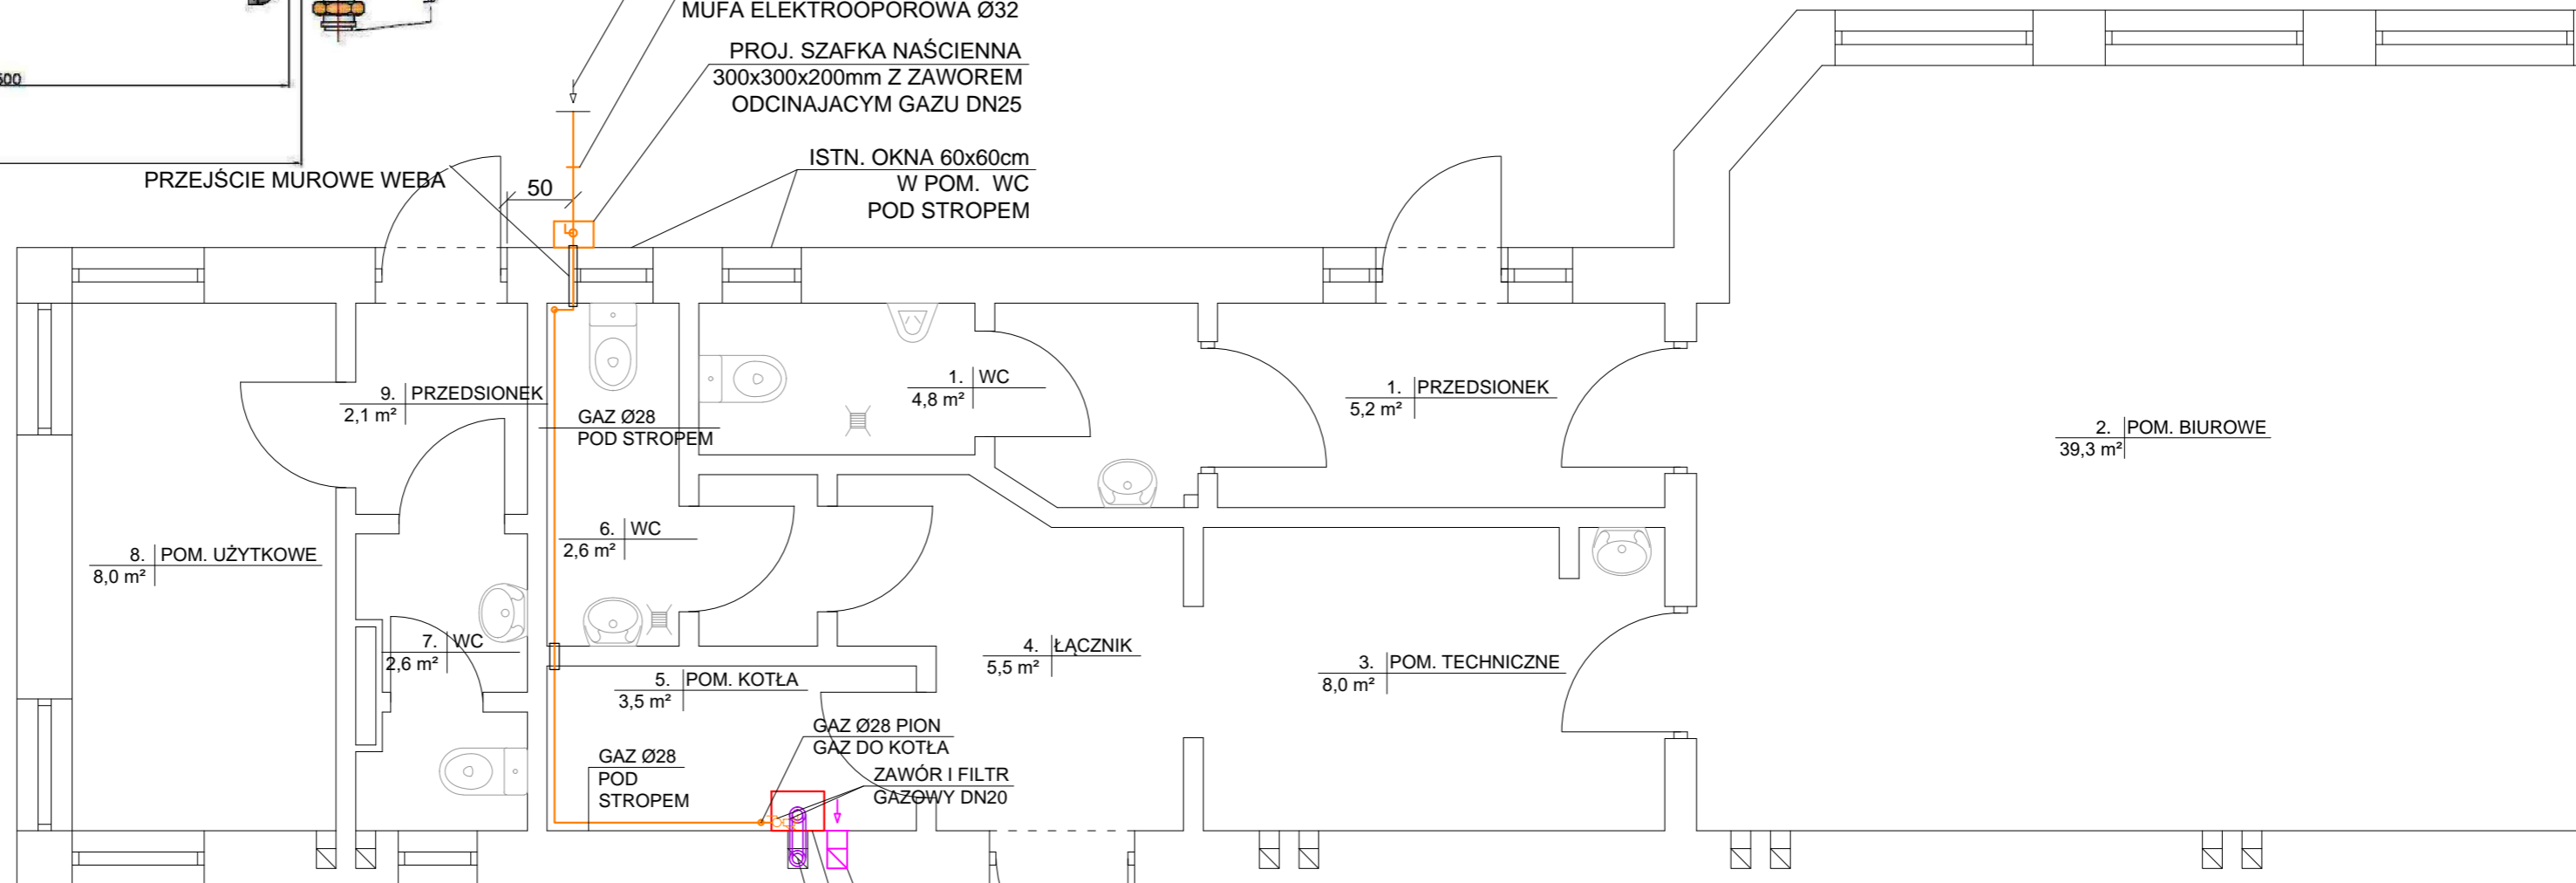 MUFA ELEKTROOPOROWA Ø32
PROJ. SZAFKA NAŚCIENNA
300x300x200mm Z ZAWOREM
ODCINAJACYM GAZU DN25
PRZEJŚCIE MUROWE WEBA
50
ISTN. OKNA 60x60cm
W POM. WC
POD STROPEM
9. PRZEDSIONEK
2,1 m²
GAZ Ø28
POD STROPEM
1. WC
4,8 m²
1. PRZEDSIONEK
5,2 m²
2. POM. BIUROWE
39,3 m²
8. POM. UŻYTKOWE
8,0 m²
6. WC
2,6 m²
7. WC
2,6 m²
5. POM. KOTŁA
3,5 m²
4. ŁĄCZNIK
5,5 m²
3. POM. TECHNICZNE
8,0 m²
GAZ Ø28 PION
GAZ DO KOTŁA
GAZ Ø28
POD
STROPEM
ZAWÓR I FILTR
GAZOWY DN20